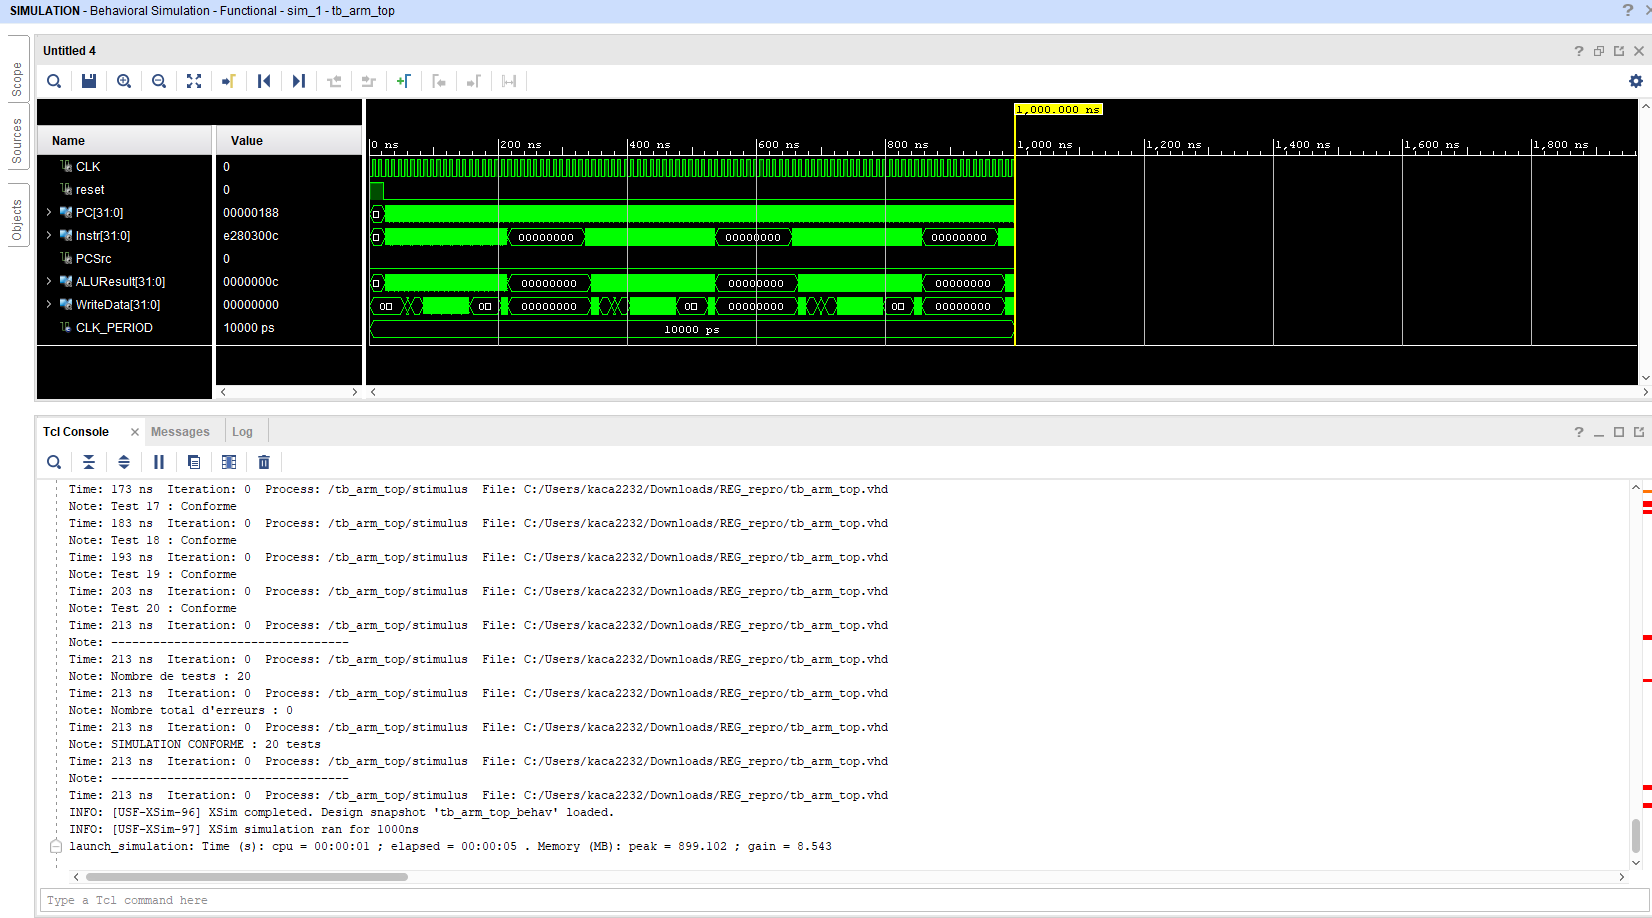 SIMULATION - Behavioral Simulation - Functional - sim_1 - tb_arm_top
Scope
Sources
Objects
Untitled 4
1,000.000 ns
Name Value
0 ns 200 ns 400 ns 600 ns 800 ns 1,000 ns 1,200 ns 1,400 ns 1,600 ns 1,800 ns
CLK 0
reset 0
PC[31:0] 00000188
Instr[31:0] e280300c 00000000 00000000 00000000
PCSrc 0
ALUResult[31:0] 0000000c 00000000 00000000 00000000
WriteData[31:0] 00000000 00 00 00000000 00 00000000 00 00000000
CLK_PERIOD 10000 ps 10000 ps
Tcl Console Messages Log
Time: 173 ns Iteration: 0 Process: /tb_arm_top/stimulus File: C:/Users/kaca2232/Downloads/REG_repro/tb_arm_top.vhd
Note: Test 17 : Conforme
Time: 183 ns Iteration: 0 Process: /tb_arm_top/stimulus File: C:/Users/kaca2232/Downloads/REG_repro/tb_arm_top.vhd
Note: Test 18 : Conforme
Time: 193 ns Iteration: 0 Process: /tb_arm_top/stimulus File: C:/Users/kaca2232/Downloads/REG_repro/tb_arm_top.vhd
Note: Test 19 : Conforme
Time: 203 ns Iteration: 0 Process: /tb_arm_top/stimulus File: C:/Users/kaca2232/Downloads/REG_repro/tb_arm_top.vhd
Note: Test 20 : Conforme
Time: 213 ns Iteration: 0 Process: /tb_arm_top/stimulus File: C:/Users/kaca2232/Downloads/REG_repro/tb_arm_top.vhd
Note: ----------------------------------
Time: 213 ns Iteration: 0 Process: /tb_arm_top/stimulus File: C:/Users/kaca2232/Downloads/REG_repro/tb_arm_top.vhd
Note: Nombre de tests : 20
Time: 213 ns Iteration: 0 Process: /tb_arm_top/stimulus File: C:/Users/kaca2232/Downloads/REG_repro/tb_arm_top.vhd
Note: Nombre total d'erreurs : 0
Time: 213 ns Iteration: 0 Process: /tb_arm_top/stimulus File: C:/Users/kaca2232/Downloads/REG_repro/tb_arm_top.vhd
Note: SIMULATION CONFORME : 20 tests
Time: 213 ns Iteration: 0 Process: /tb_arm_top/stimulus File: C:/Users/kaca2232/Downloads/REG_repro/tb_arm_top.vhd
Note: ----------------------------------
Time: 213 ns Iteration: 0 Process: /tb_arm_top/stimulus File: C:/Users/kaca2232/Downloads/REG_repro/tb_arm_top.vhd
INFO: [USF-XSim-96] XSim completed. Design snapshot 'tb_arm_top_behav' loaded.
INFO: [USF-XSim-97] XSim simulation ran for 1000ns
launch_simulation: Time (s): cpu = 00:00:01 ; elapsed = 00:00:05 . Memory (MB): peak = 899.102 ; gain = 8.543
Type a Tcl command here